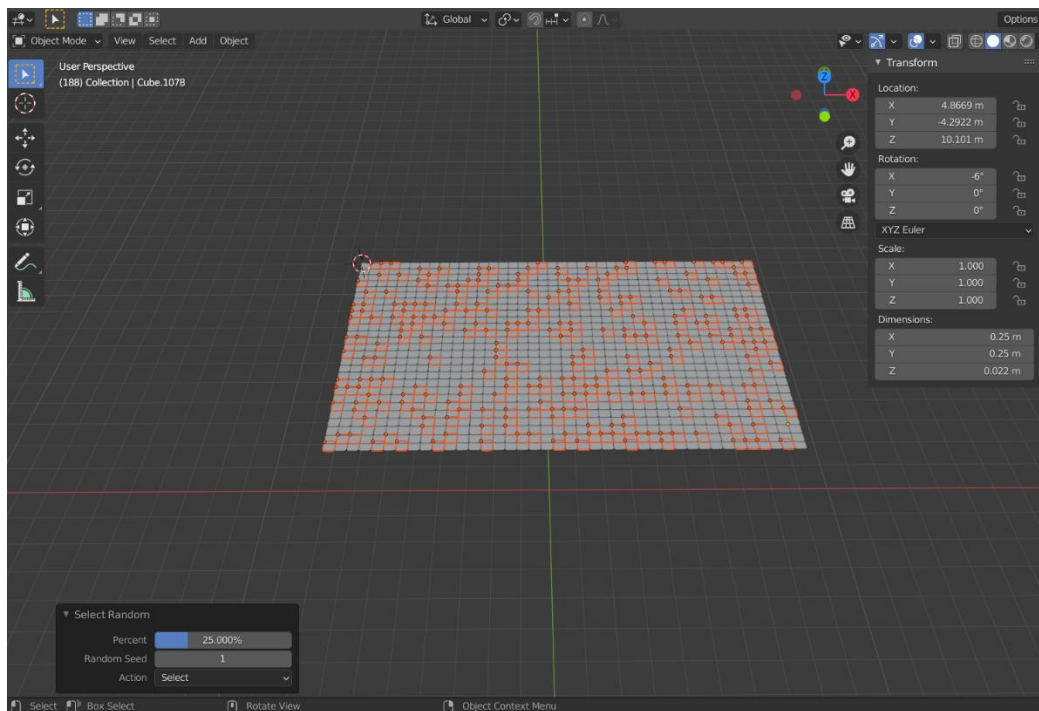 Global
Options
Object Mode View Select Add Object
User Perspective
(188) Collection | Cube.1078
Z
X
Transform
Location:
X 4.8669 m
Y -4.2922 m
Z 10.101 m
Rotation:
X -6°
Y 0°
Z 0°
XYZ Euler
Scale:
X 1.000
Y 1.000
Z 1.000
Dimensions:
X 0.25 m
Y 0.25 m
Z 0.022 m
Select Random
Percent 25.000%
Random Seed 1
Action Select
Select Box Select Rotate View Object Context Menu